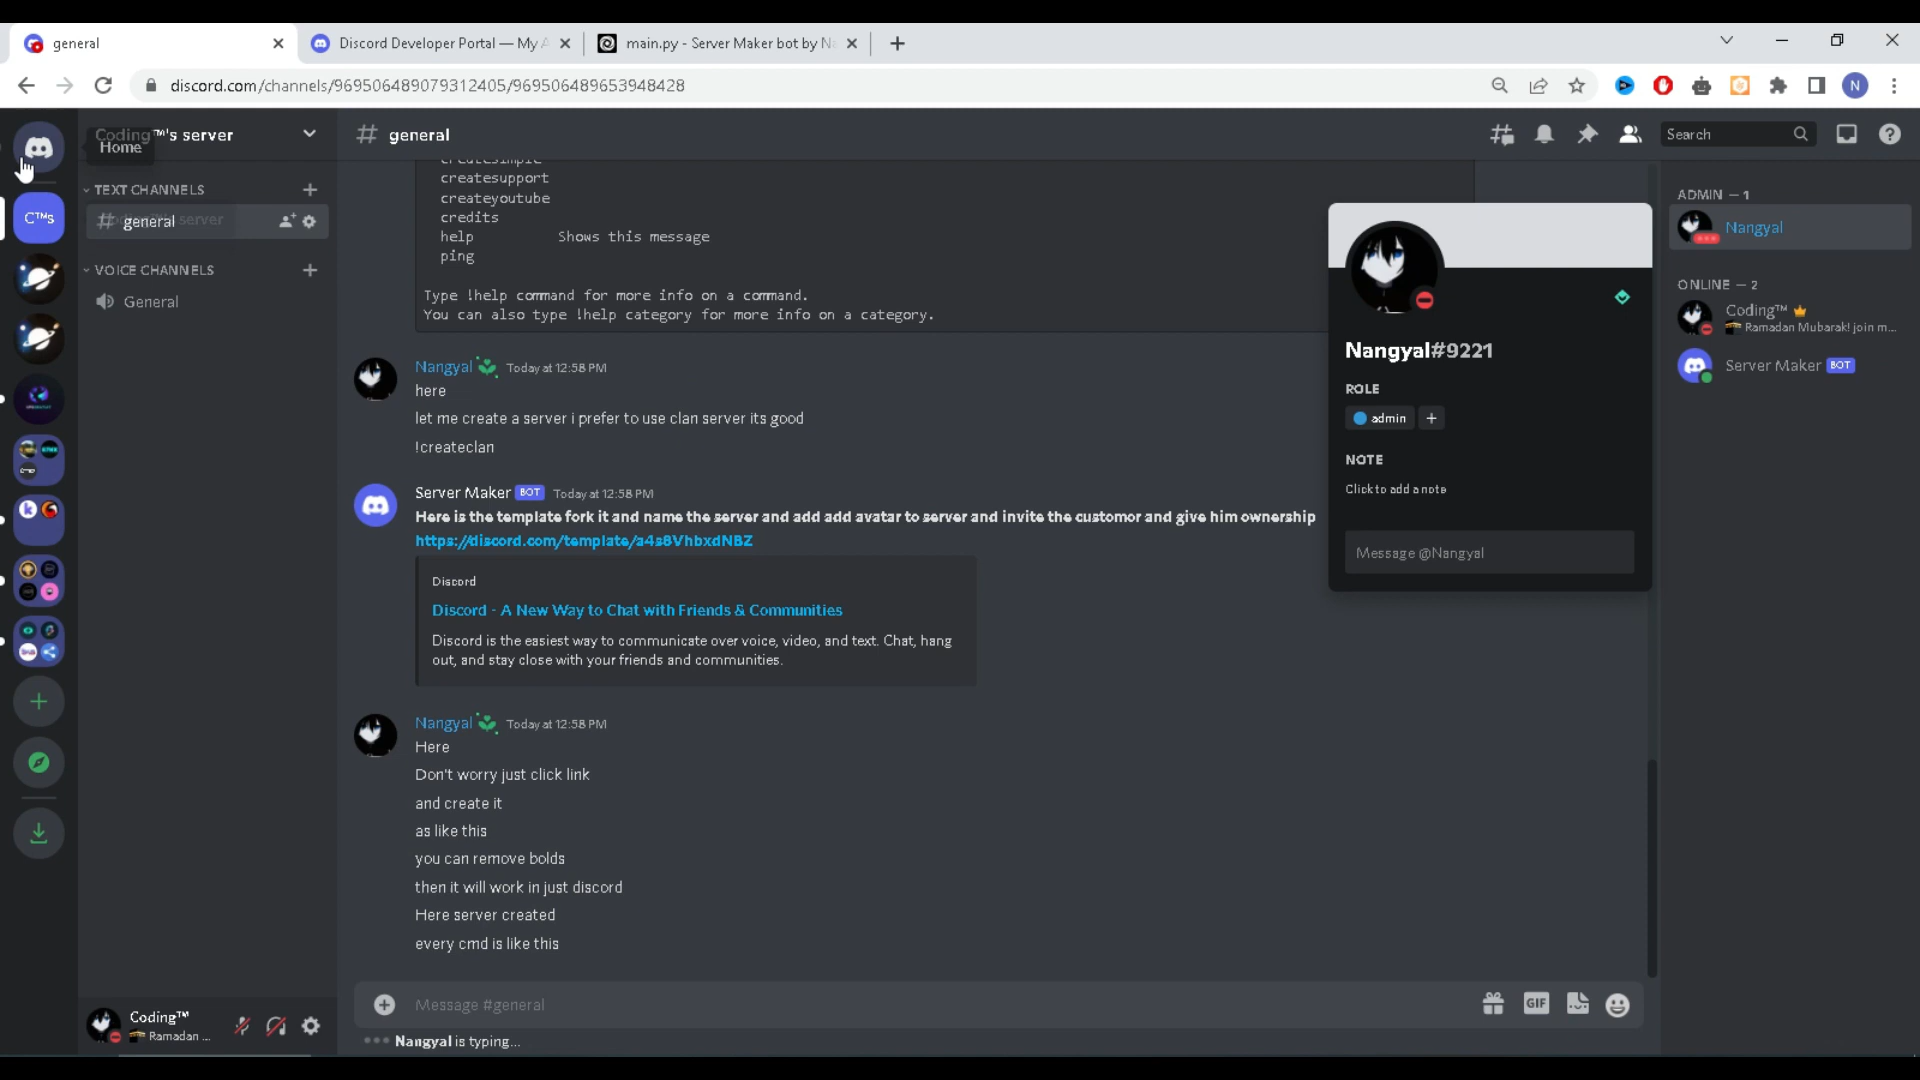 general
Discord Developer Portal — My A
main.py - Server Maker bot by Na
discord.com/channels/969506489079312405/969506489653948428
N
Coding™'s server
Home
general
Search
TEXT CHANNELS
general
VOICE CHANNELS
General
C™s
createsimple
createsupport
createyoutube
credits
help Shows this message
ping
Type !help command for more info on a command.
You can also type !help category for more info on a category.
Nangyal Today at 12:58 PM
here
let me create a server i prefer to use clan server its good
!createclan
Server Maker BOT Today at 12:58 PM
Here is the template fork it and name the server and add add avatar to server and invite the customor and give him ownership
https://discord.com/template/a4s8VhbxdNBZ
Discord
Discord - A New Way to Chat with Friends & Communities
Discord is the easiest way to communicate over voice, video, and text. Chat, hang
out, and stay close with your friends and communities.
Nangyal Today at 12:58 PM
Here
Don't worry just click link
and create it
as like this
you can remove bolds
then it will work in just discord
Here server created
every cmd is like this
Message #general
GIF
Nangyal is typing...
Coding™
Ramadan ...
Nangyal#9221
ROLE
admin
NOTE
Click to add a note
Message @Nangyal
ADMIN — 1
Nangyal
ONLINE — 2
Coding™
Ramadan Mubarak! join m...
Server Maker BOT